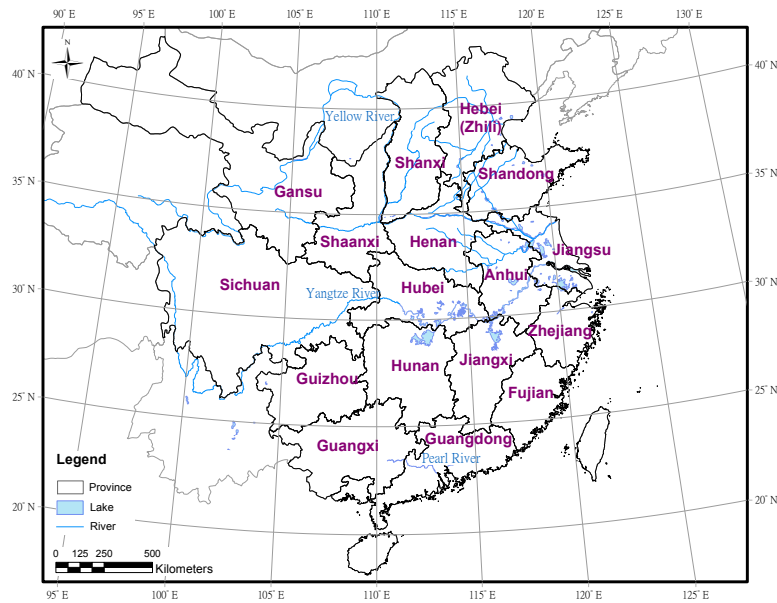 90° E 95° E 100° E 105° E 110° E 115° E 120° E 125° E 130° E
N
40° N
40° N
Yellow River
Hebei
(Zhili)
Shanxi
Shandong
35° N
35° N
Gansu
Shaanxi
Henan
Jiangsu
Sichuan
Anhui
30° N
30° N
Yangtze River
Hubei
Zhejiang
Hunan
Jiangxi
Guizhou
Fujian
25° N
25° N
Guangxi
Guangdong
Pearl River
Legend
Province
Lake
River
20° N
20° N
0 125 250 500
Kilometers
95° E 100° E 105° E 110° E 115° E 120° E 125° E